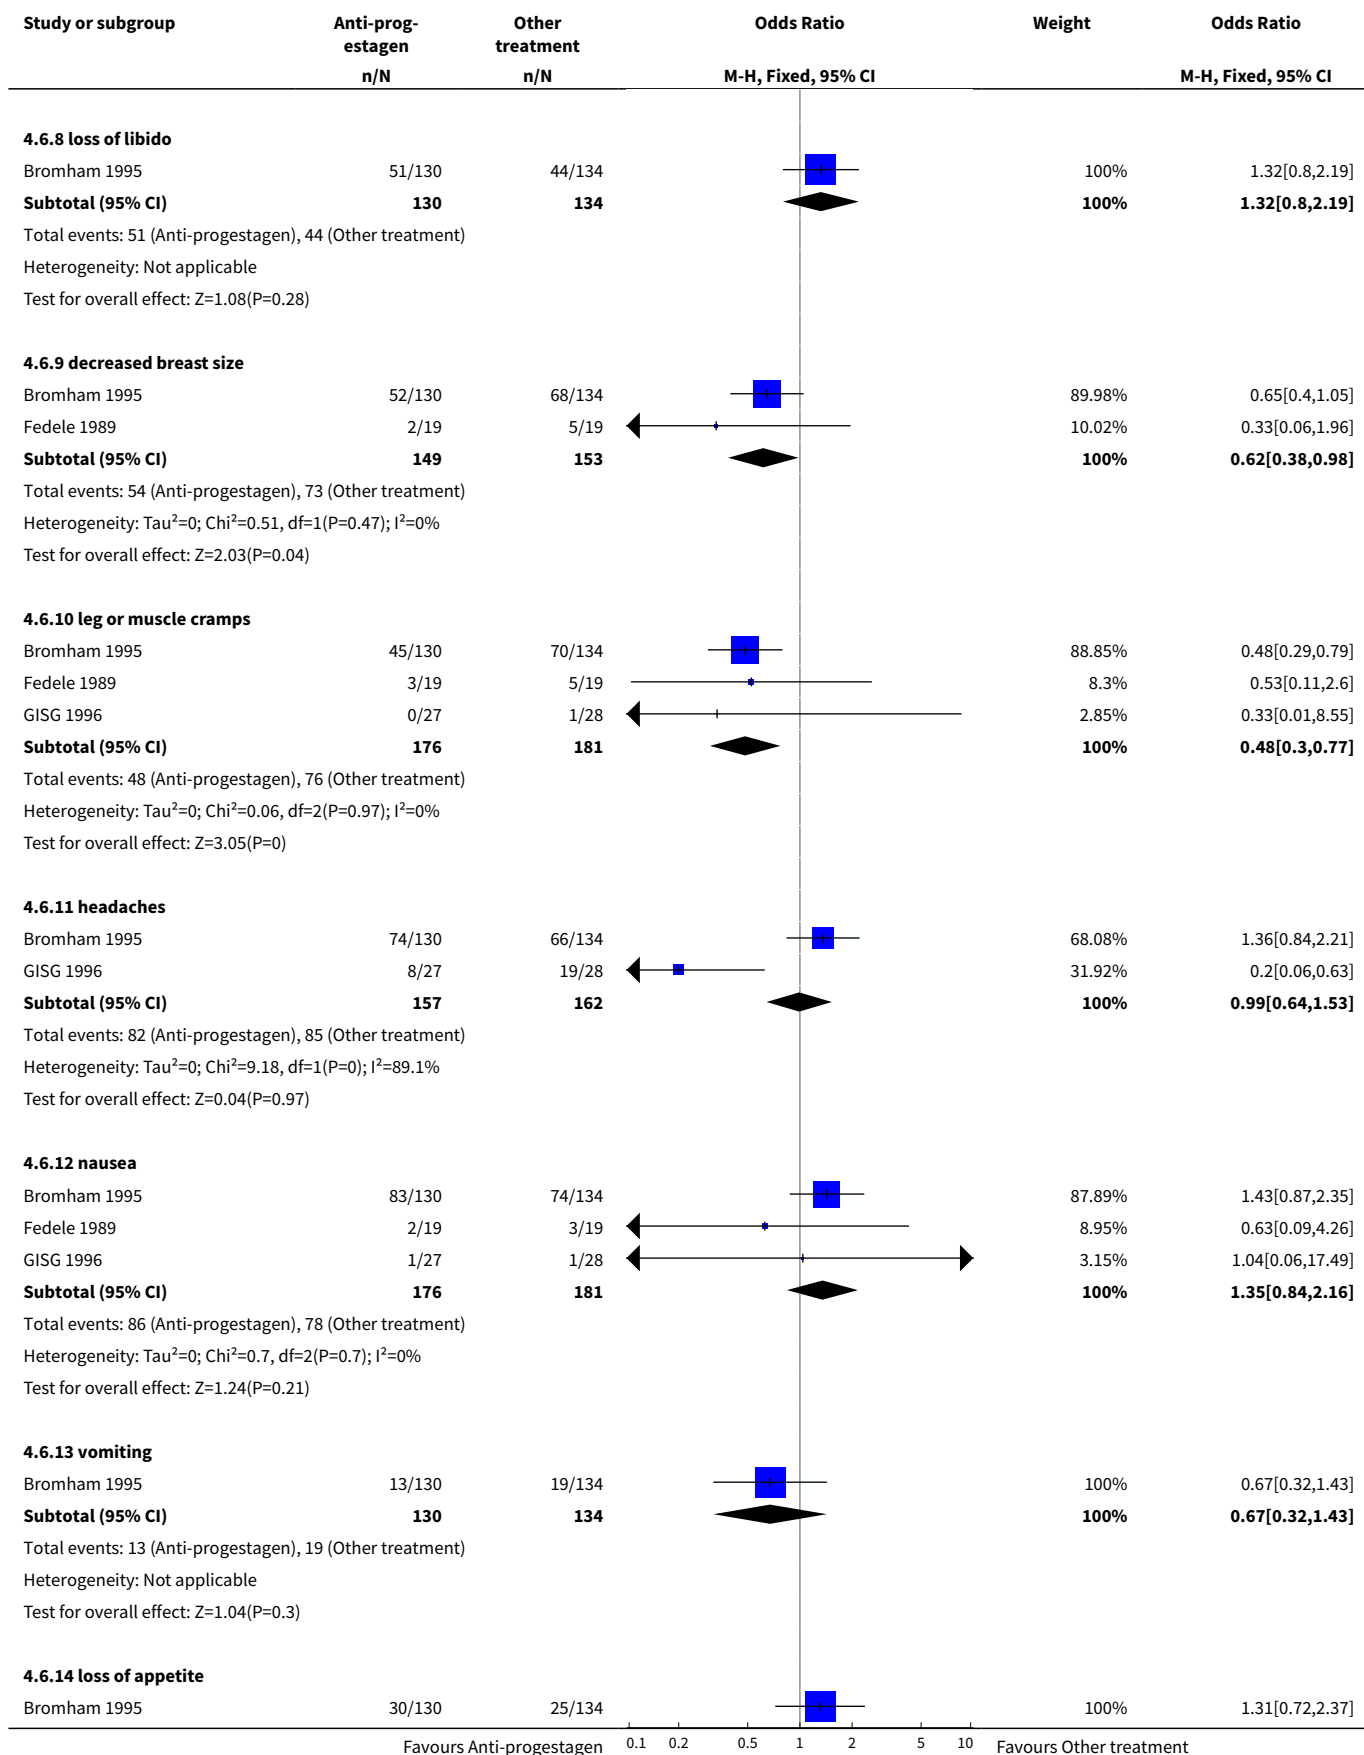 Study or subgroup Anti-prog- Other Odds Ratio Weight Odds Ratio
estagen treatment
n/N n/N M-H, Fixed, 95% CI M-H, Fixed, 95% CI
4.6.8 loss of libido
Bromham 1995 51/130 44/134 100% 1.32[0.8,2.19]
Subtotal (95% CI) 130 134 100% 1.32[0.8,2.19]
Total events: 51 (Anti-progestagen), 44 (Other treatment)
Heterogeneity: Not applicable
Test for overall effect: Z=1.08(P=0.28)
4.6.9 decreased breast size
Bromham 1995 52/130 68/134 89.98% 0.65[0.4,1.05]
Fedele 1989 2/19 5/19 10.02% 0.33[0.06,1.96]
Subtotal (95% CI) 149 153 100% 0.62[0.38,0.98]
Total events: 54 (Anti-progestagen), 73 (Other treatment)
Heterogeneity: Tau²=0; Chi²=0.51, df=1(P=0.47); I²=0%
Test for overall effect: Z=2.03(P=0.04)
4.6.10 leg or muscle cramps
Bromham 1995 45/130 70/134 88.85% 0.48[0.29,0.79]
Fedele 1989 3/19 5/19 8.3% 0.53[0.11,2.6]
GISG 1996 0/27 1/28 2.85% 0.33[0.01,8.55]
Subtotal (95% CI) 176 181 100% 0.48[0.3,0.77]
Total events: 48 (Anti-progestagen), 76 (Other treatment)
Heterogeneity: Tau²=0; Chi²=0.06, df=2(P=0.97); I²=0%
Test for overall effect: Z=3.05(P=0)
4.6.11 headaches
Bromham 1995 74/130 66/134 68.08% 1.36[0.84,2.21]
GISG 1996 8/27 19/28 31.92% 0.2[0.06,0.63]
Subtotal (95% CI) 157 162 100% 0.99[0.64,1.53]
Total events: 82 (Anti-progestagen), 85 (Other treatment)
Heterogeneity: Tau²=0; Chi²=9.18, df=1(P=0); I²=89.1%
Test for overall effect: Z=0.04(P=0.97)
4.6.12 nausea
Bromham 1995 83/130 74/134 87.89% 1.43[0.87,2.35]
Fedele 1989 2/19 3/19 8.95% 0.63[0.09,4.26]
GISG 1996 1/27 1/28 3.15% 1.04[0.06,17.49]
Subtotal (95% CI) 176 181 100% 1.35[0.84,2.16]
Total events: 86 (Anti-progestagen), 78 (Other treatment)
Heterogeneity: Tau²=0; Chi²=0.7, df=2(P=0.7); I²=0%
Test for overall effect: Z=1.24(P=0.21)
4.6.13 vomiting
Bromham 1995 13/130 19/134 100% 0.67[0.32,1.43]
Subtotal (95% CI) 130 134 100% 0.67[0.32,1.43]
Total events: 13 (Anti-progestagen), 19 (Other treatment)
Heterogeneity: Not applicable
Test for overall effect: Z=1.04(P=0.3)
4.6.14 loss of appetite
Bromham 1995 30/130 25/134 100% 1.31[0.72,2.37]
Favours Anti-progestagen 0.1 0.2 0.5 1 2 5 10 Favours Other treatment